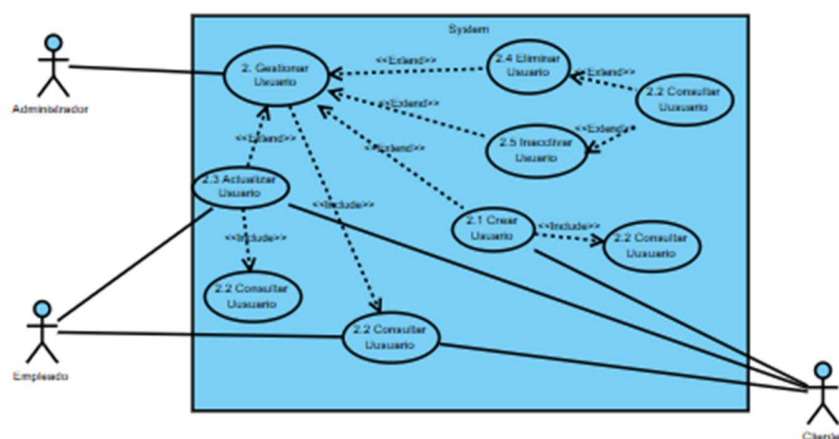 System
2. Gestionar
Usuario
<<Extend>>
2.4 Eliminar
Usuario
<<Extend>>
2.2 Consultar
Uusuario
Administrador
<<Extend>>
<<Extend>>
2.5 Inacdivar
Usuario
<<Extend>>
<<Extend>>
2.3 Actualizar
Usuario
<<Include>>
<<Include>>
2.1 Crear
Usuario
<<Include>>
2.2 Consultar
Uusuario
2.2 Consultar
Uusuario
2.2 Consultar
Uusuario
Empleado
Cliente